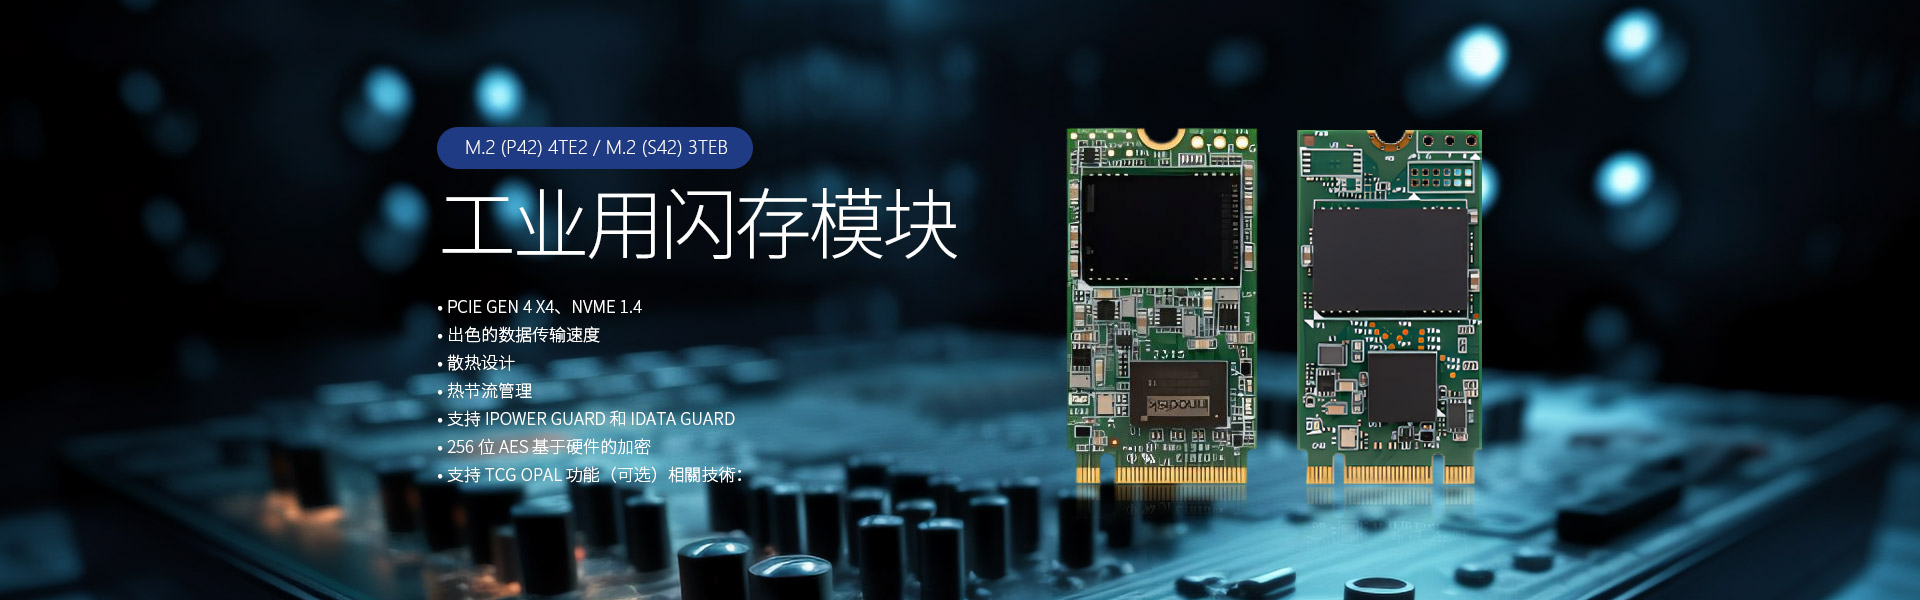 M.2 (P42) 4TE2 / M.2 (S42) 3TEB
工业用闪存模块
• PCIE GEN 4 X4、NVME 1.4
• 出色的数据传输速度
• 散热设计
• 热节流管理
• 支持 IPOWER GUARD 和 IDATA GUARD
• 256 位 AES 基于硬件的加密
• 支持 TCG OPAL 功能（可选）相關技術：